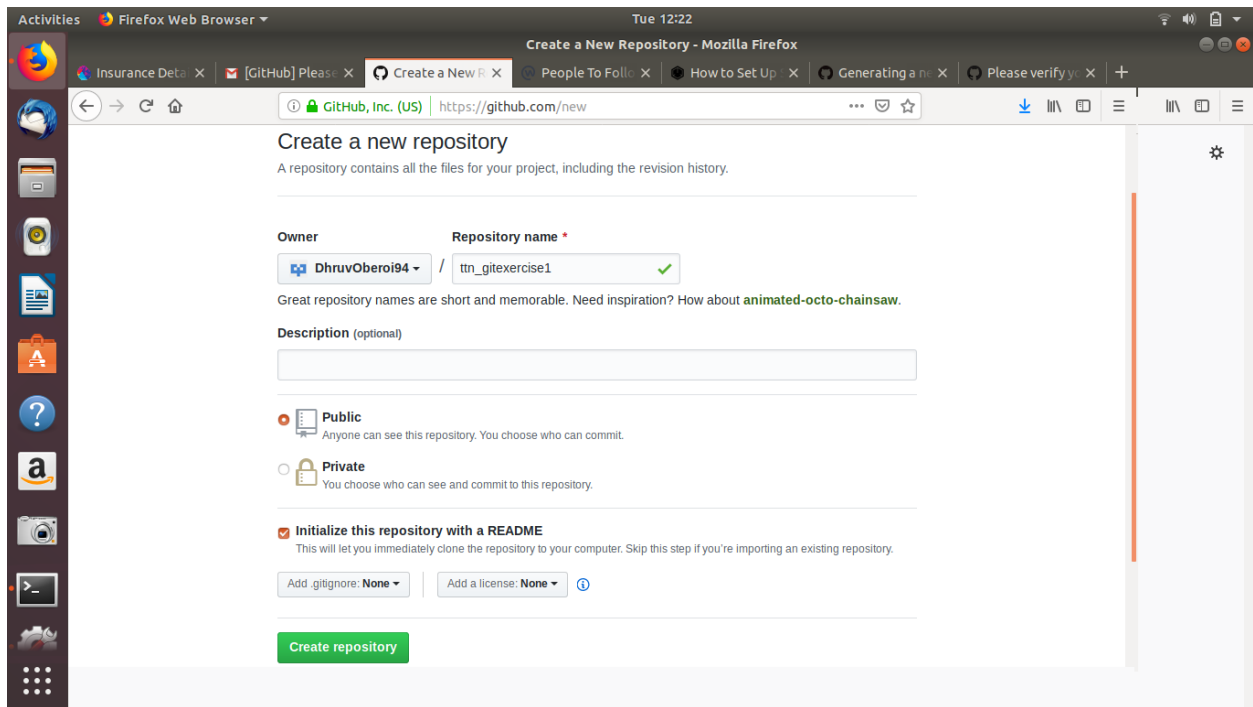 Activities Firefox Web Browser Tue 12:22
Create a New Repository - Mozilla Firefox
Insurance Deta [GitHub] Please Create a New R People To Follo How to Set Up Generating a ne Please verify yo
GitHub, Inc. (US) https://github.com/new
Create a new repository
A repository contains all the files for your project, including the revision history.
Owner Repository name *
DhruvOberoi94 / ttn_gitexercise1
Great repository names are short and memorable. Need inspiration? How about animated-octo-chainsaw.
Description (optional)
Public
Anyone can see this repository. You choose who can commit.
Private
You choose who can see and commit to this repository.
Initialize this repository with a README
This will let you immediately clone the repository to your computer. Skip this step if you're importing an existing repository.
Add .gitignore: None Add a license: None
Create repository